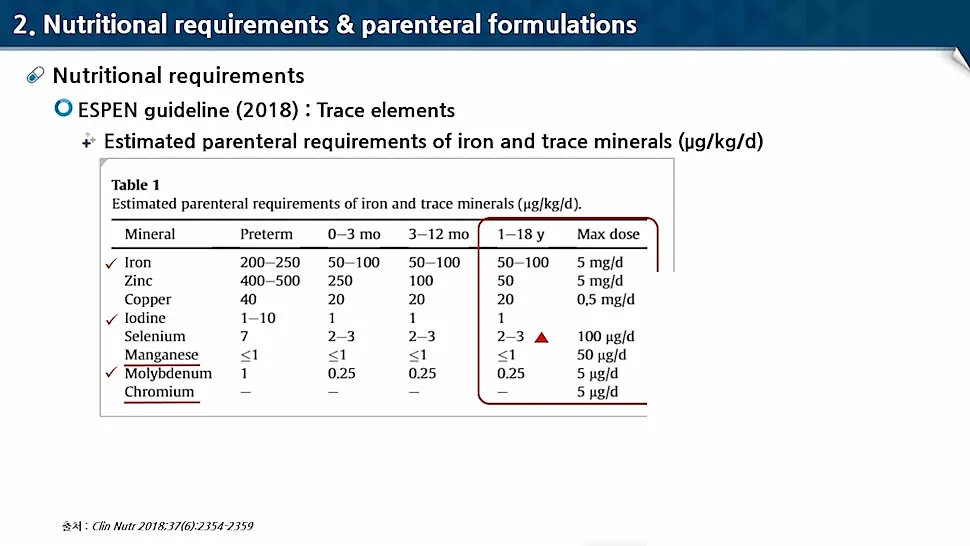 2. Nutritional requirements & parenteral formulations
Nutritional requirements
ESPEN guideline (2018) : Trace elements
Estimated parenteral requirements of iron and trace minerals (µg/kg/d)
Table 1
Estimated parenteral requirements of iron and trace minerals (µg/kg/d).
Mineral Preterm 0–3 mo 3–12 mo 1–18 y Max dose
✓ Iron 200–250 50–100 50–100 50–100 5 mg/d
Zinc 400–500 250 100 50 5 mg/d
Copper 40 20 20 20 0,5 mg/d
✓ Iodine 1–10 1 1 1
Selenium 7 2–3 2–3 2–3 ▲ 100 µg/d
Manganese ≤1 ≤1 ≤1 ≤1 50 µg/d
✓ Molybdenum 1 0.25 0.25 0.25 5 µg/d
Chromium – – – – 5 µg/d
출처 : Clin Nutr 2018;37(6):2354-2359